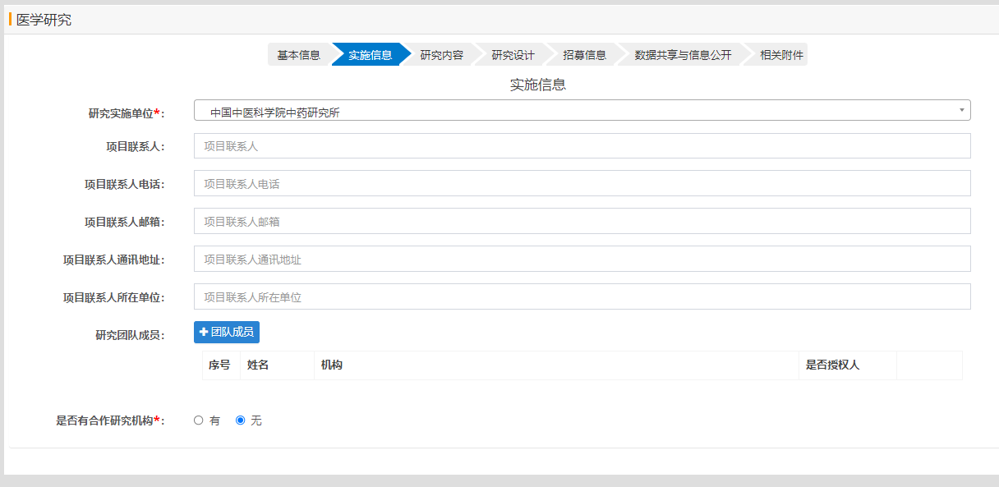 医学研究
基本信息 实施信息 研究内容 研究设计 招募信息 数据共享与信息公开 相关附件
实施信息
研究实施单位*： 中国中医科学院中药研究所
项目联系人： 项目联系人
项目联系人电话： 项目联系人电话
项目联系人邮箱： 项目联系人邮箱
项目联系人通讯地址： 项目联系人通讯地址
项目联系人所在单位： 项目联系人所在单位
研究团队成员： +团队成员
序号 姓名 机构 是否授权人
是否有合作研究机构*： 有 无